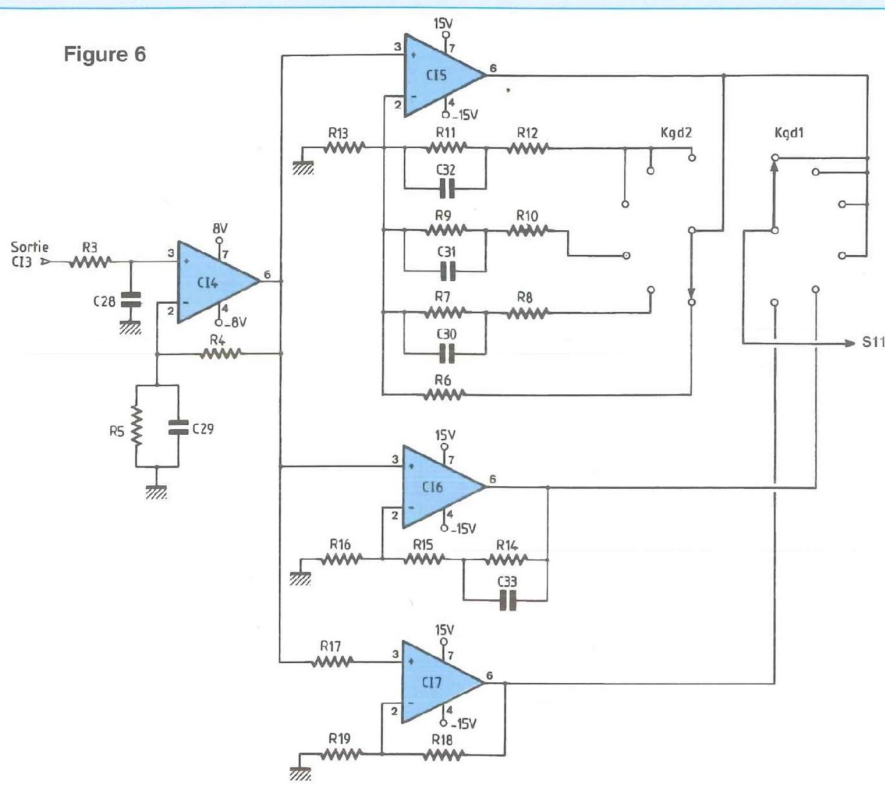 Figure 6
15V
3
+
7
CI5
6
2
-
4
-15V
R13
R11
R12
Kgd2
Kgd1
C32
R9
R10
C31
Sortie
CI3
R3
8V
3
+
7
CI4
6
C28
2
-
4
-8V
R4
R7
R8
C30
S11
R6
R5
C29
15V
3
+
7
CI6
6
2
-
4
-15V
R16
R15
R14
C33
15V
R17
3
+
7
CI7
6
2
-
4
-15V
R19
R18